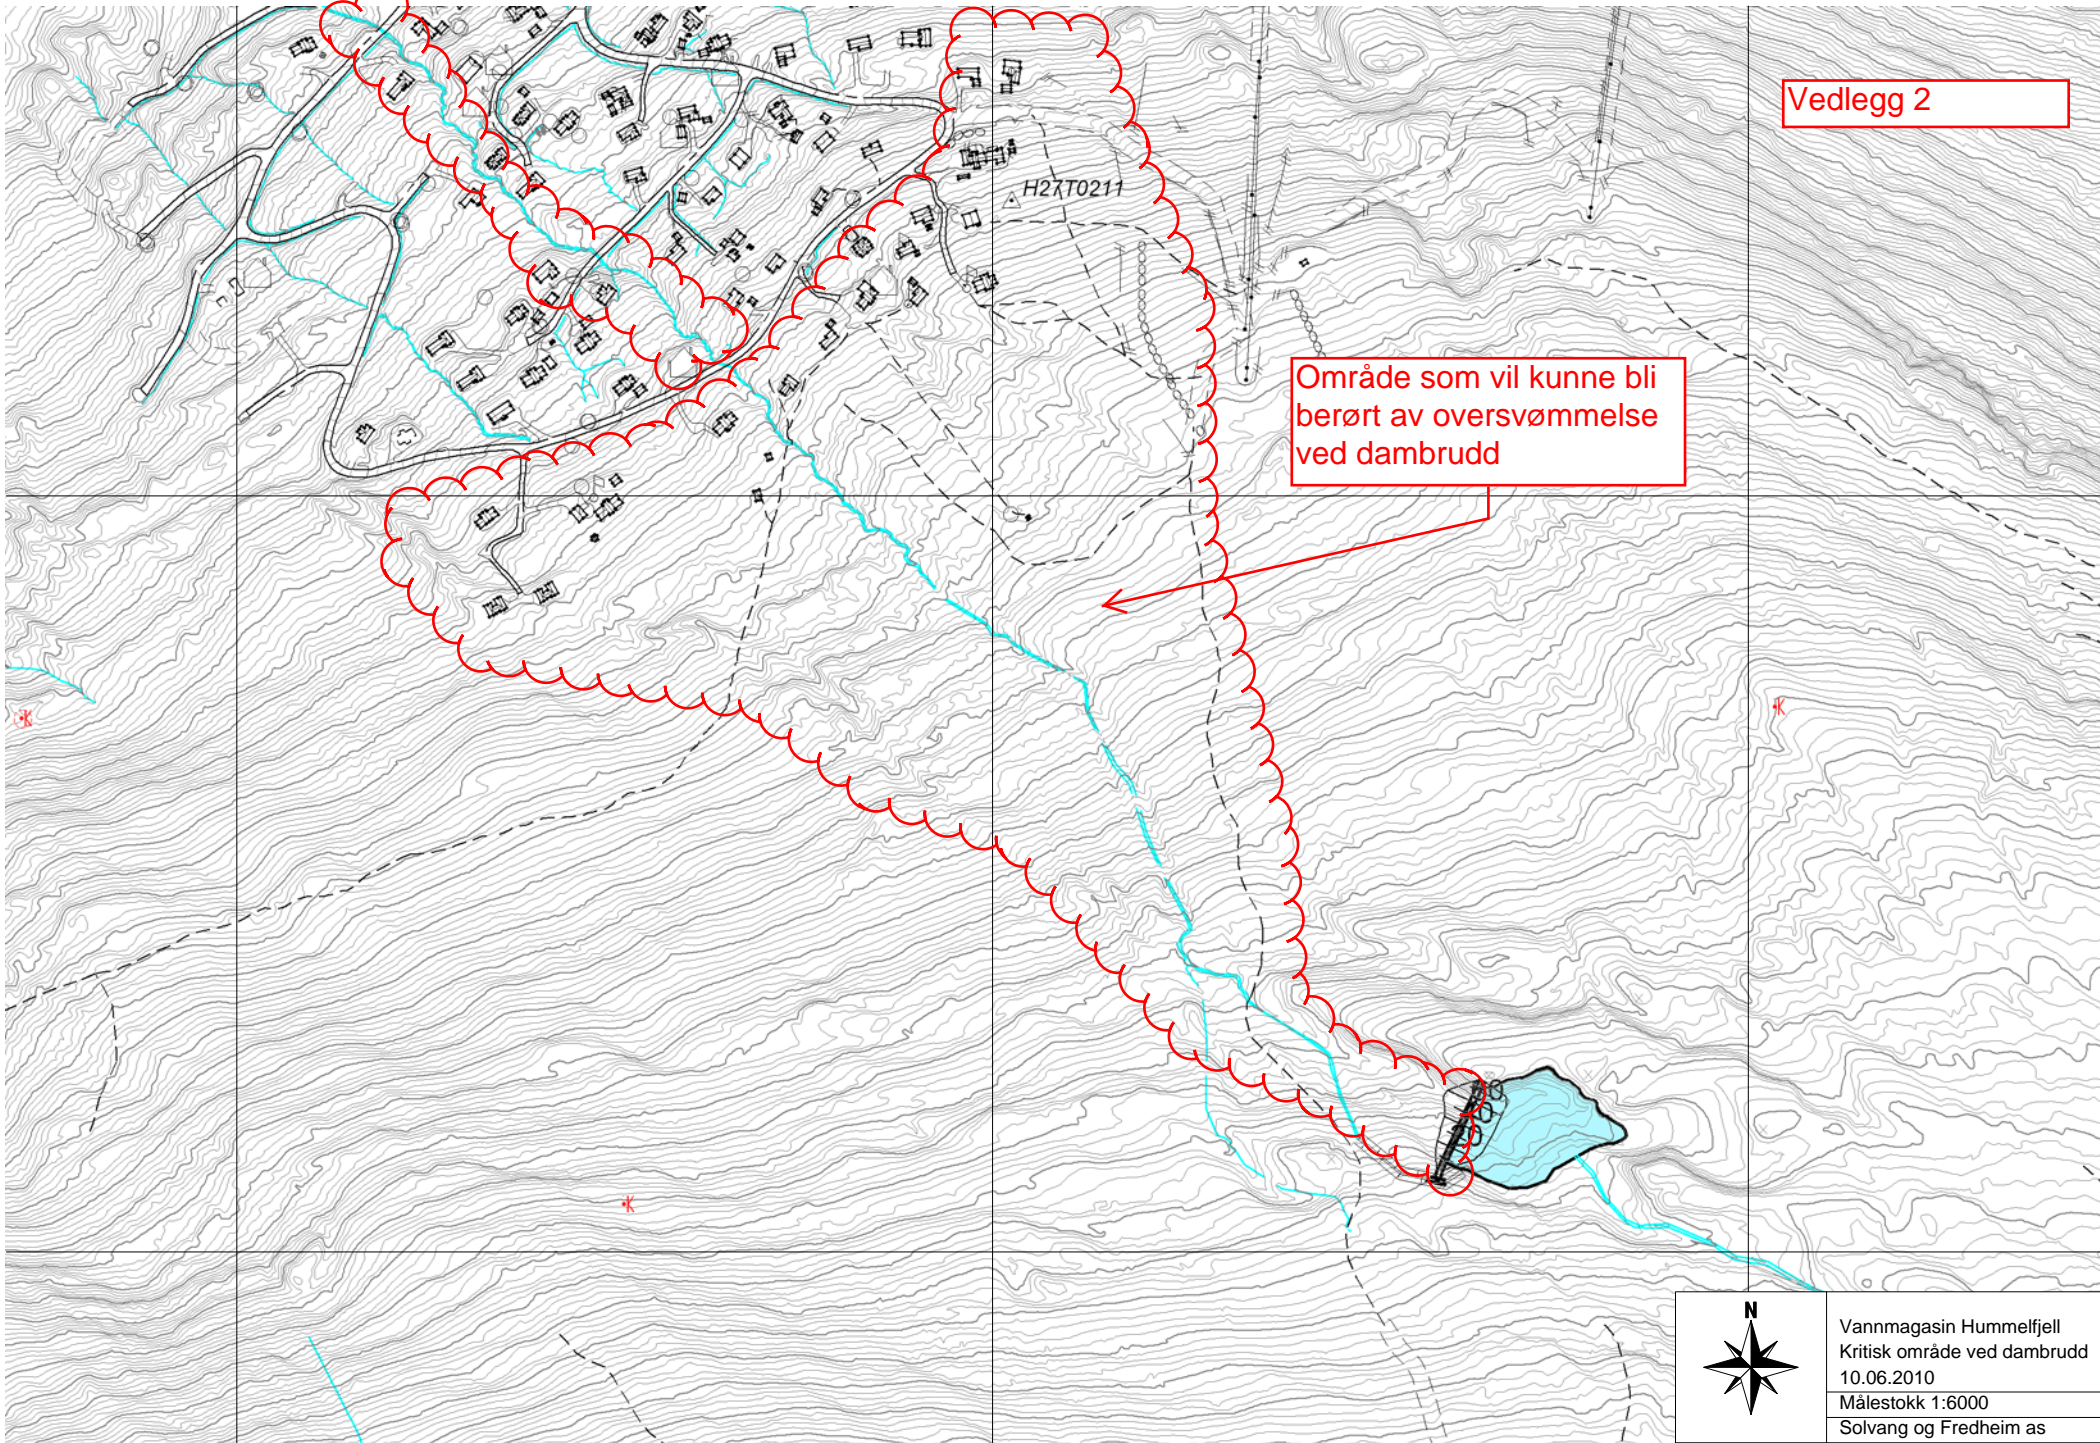 Vedlegg 2
H27T0211
Område som vil kunne bli
berørt av oversvømmelse
ved dambrudd
K
K
K
N
Vannmagasin Hummelfjell
Kritisk område ved dambrudd
10.06.2010
Målestokk 1:6000
Solvang og Fredheim as